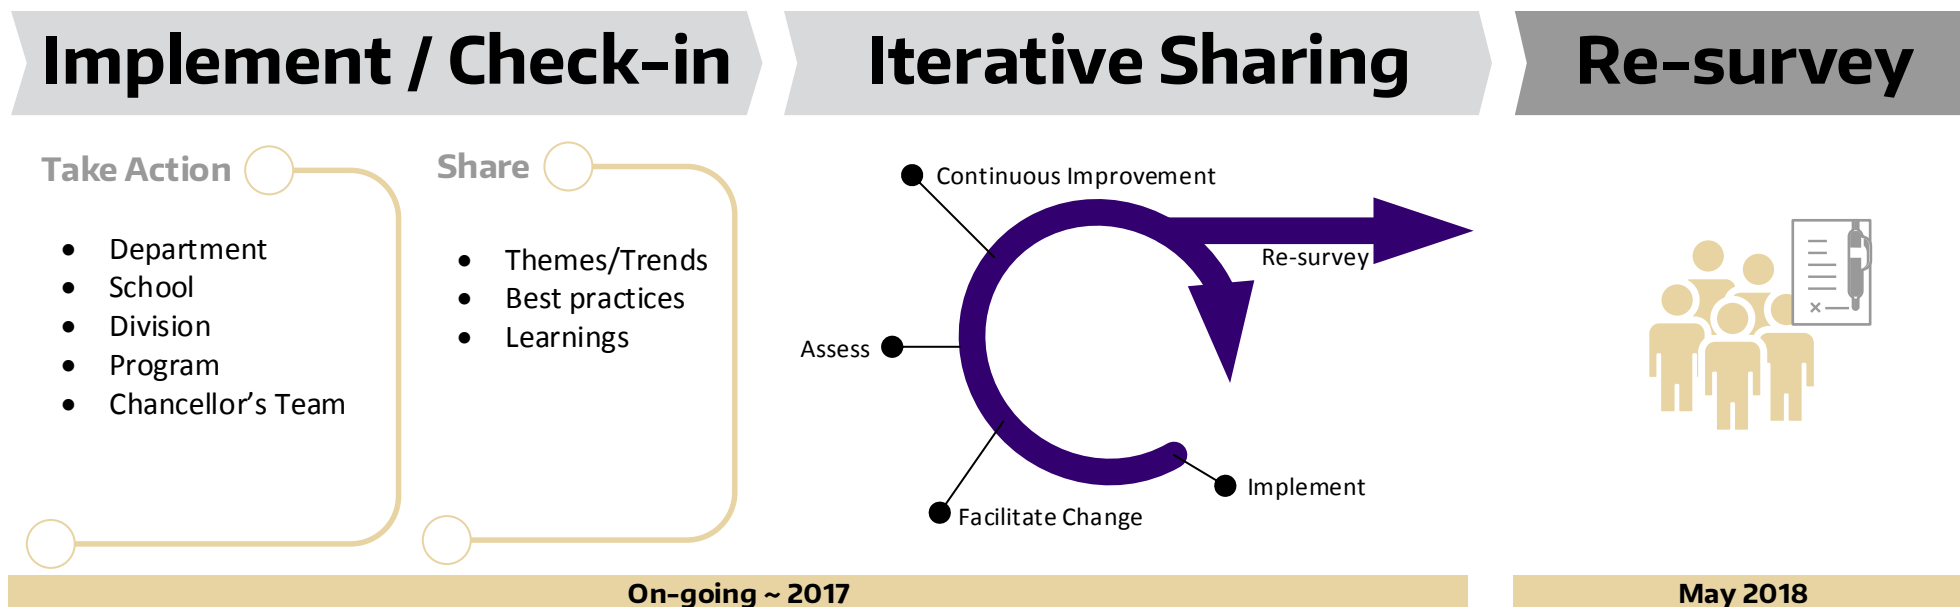 Implement / Check-in
Iterative Sharing
Re-survey
Take Action
• Department
• School
• Division
• Program
• Chancellor’s Team
Share
• Themes/Trends
• Best practices
• Learnings
Continuous Improvement
Re-survey
Assess
Implement
Facilitate Change
On-going ~ 2017
May 2018